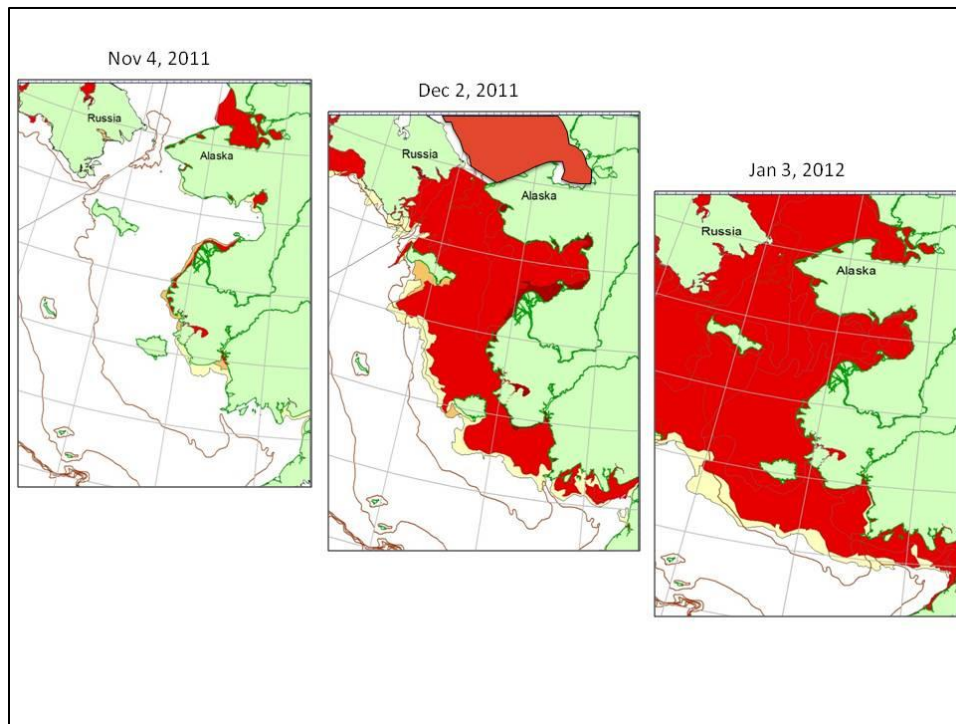 Nov 4, 2011
Russia
Alaska
Dec 2, 2011
Russia
Alaska
Jan 3, 2012
Russia
Alaska